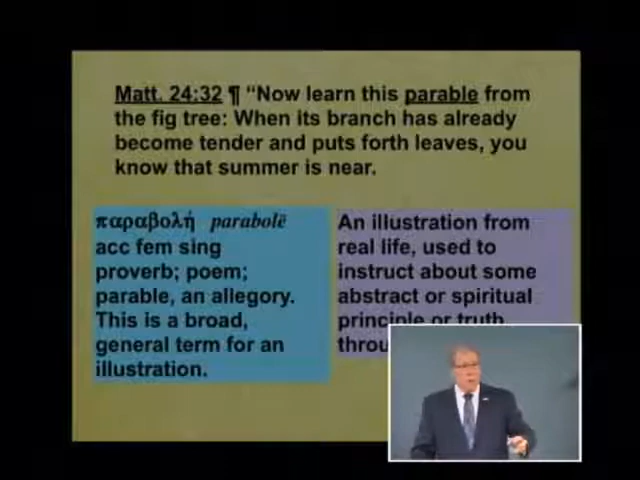 Matt. 24:32 ¶ “Now learn this parable from
the fig tree: When its branch has already
become tender and puts forth leaves, you
know that summer is near.
παραβολή parabolē
acc fem sing
proverb; poem;
parable, an allegory.
This is a broad,
general term for an
illustration.
An illustration from
real life, used to
instruct about some
abstract or spiritual
principle or truth